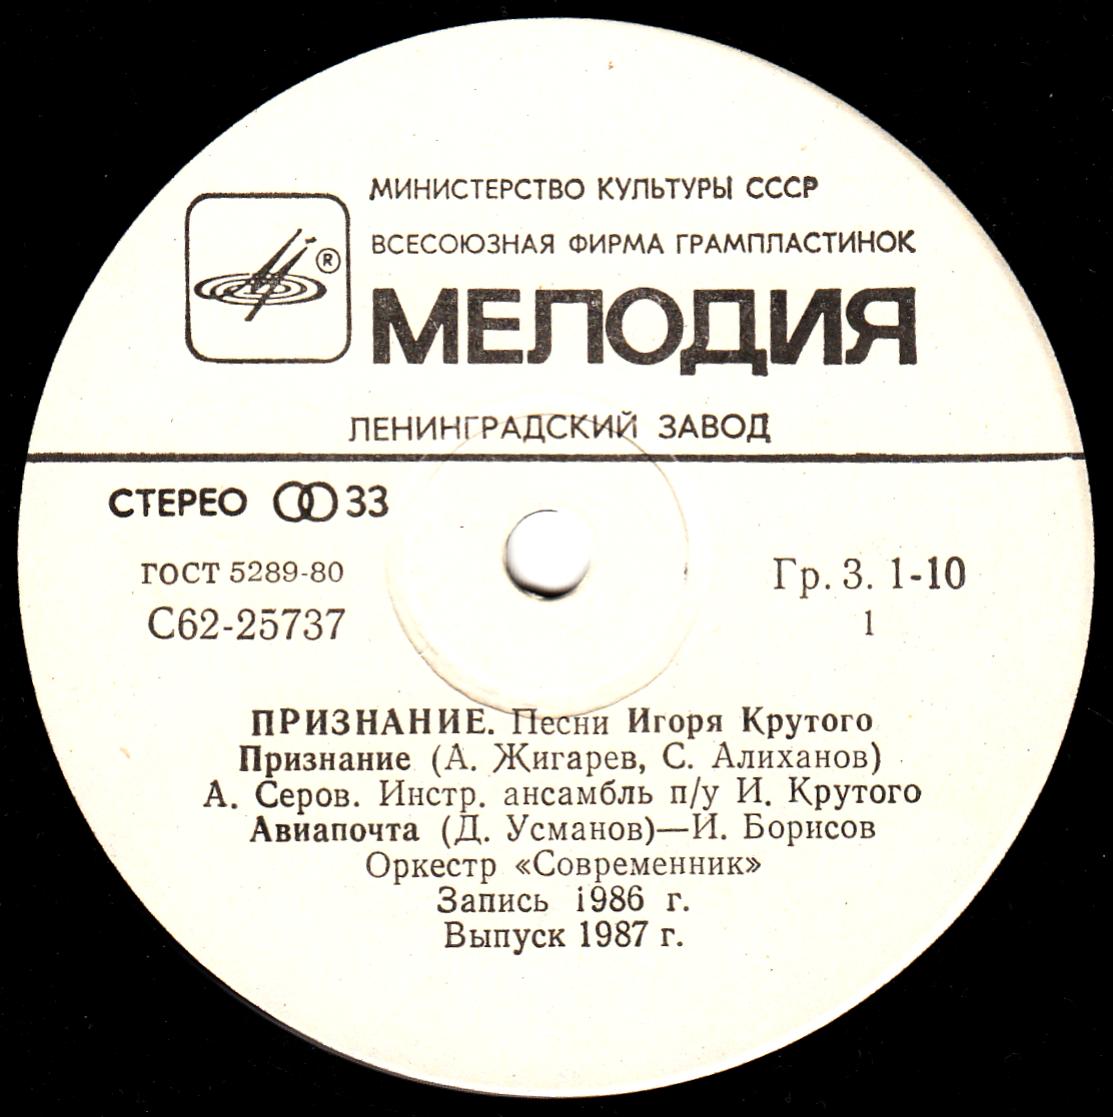 МИНИСТЕРСТВО КУЛЬТУРЫ СССР
ВСЕСОЮЗНАЯ ФИРМА ГРАМПЛАСТИНОК
®
МЕЛОДИЯ
ЛЕНИНГРАДСКИЙ ЗАВОД
СТЕРЕО 33
ГОСТ 5289-80
Гр. 3. 1-10
С62-25737
1
ПРИЗНАНИЕ. Песни Игоря Крутого
Признание (А. Жигарев, С. Алиханов)
А. Серов. Инстр. ансамбль п/у И. Крутого
Авиапочта (Д. Усманов)—И. Борисов
Оркестр «Современник»
Запись 1986 г.
Выпуск 1987 г.